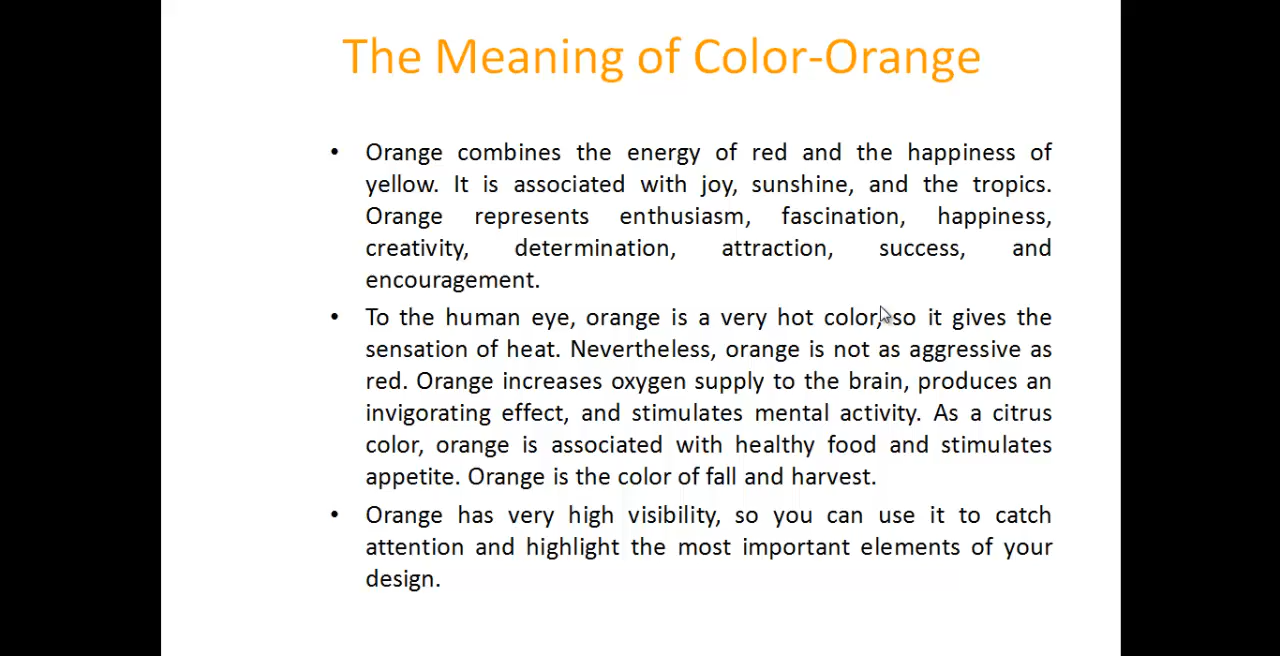 The Meaning of Color-Orange
• Orange combines the energy of red and the happiness of
yellow. It is associated with joy, sunshine, and the tropics.
Orange represents enthusiasm, fascination, happiness,
creativity, determination, attraction, success, and
encouragement.
• To the human eye, orange is a very hot color, so it gives the
sensation of heat. Nevertheless, orange is not as aggressive as
red. Orange increases oxygen supply to the brain, produces an
invigorating effect, and stimulates mental activity. As a citrus
color, orange is associated with healthy food and stimulates
appetite. Orange is the color of fall and harvest.
• Orange has very high visibility, so you can use it to catch
attention and highlight the most important elements of your
design.